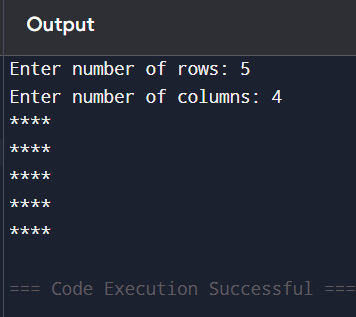 Output
Enter number of rows: 5
Enter number of columns: 4
****
****
****
****
****
=== Code Execution Successful ===